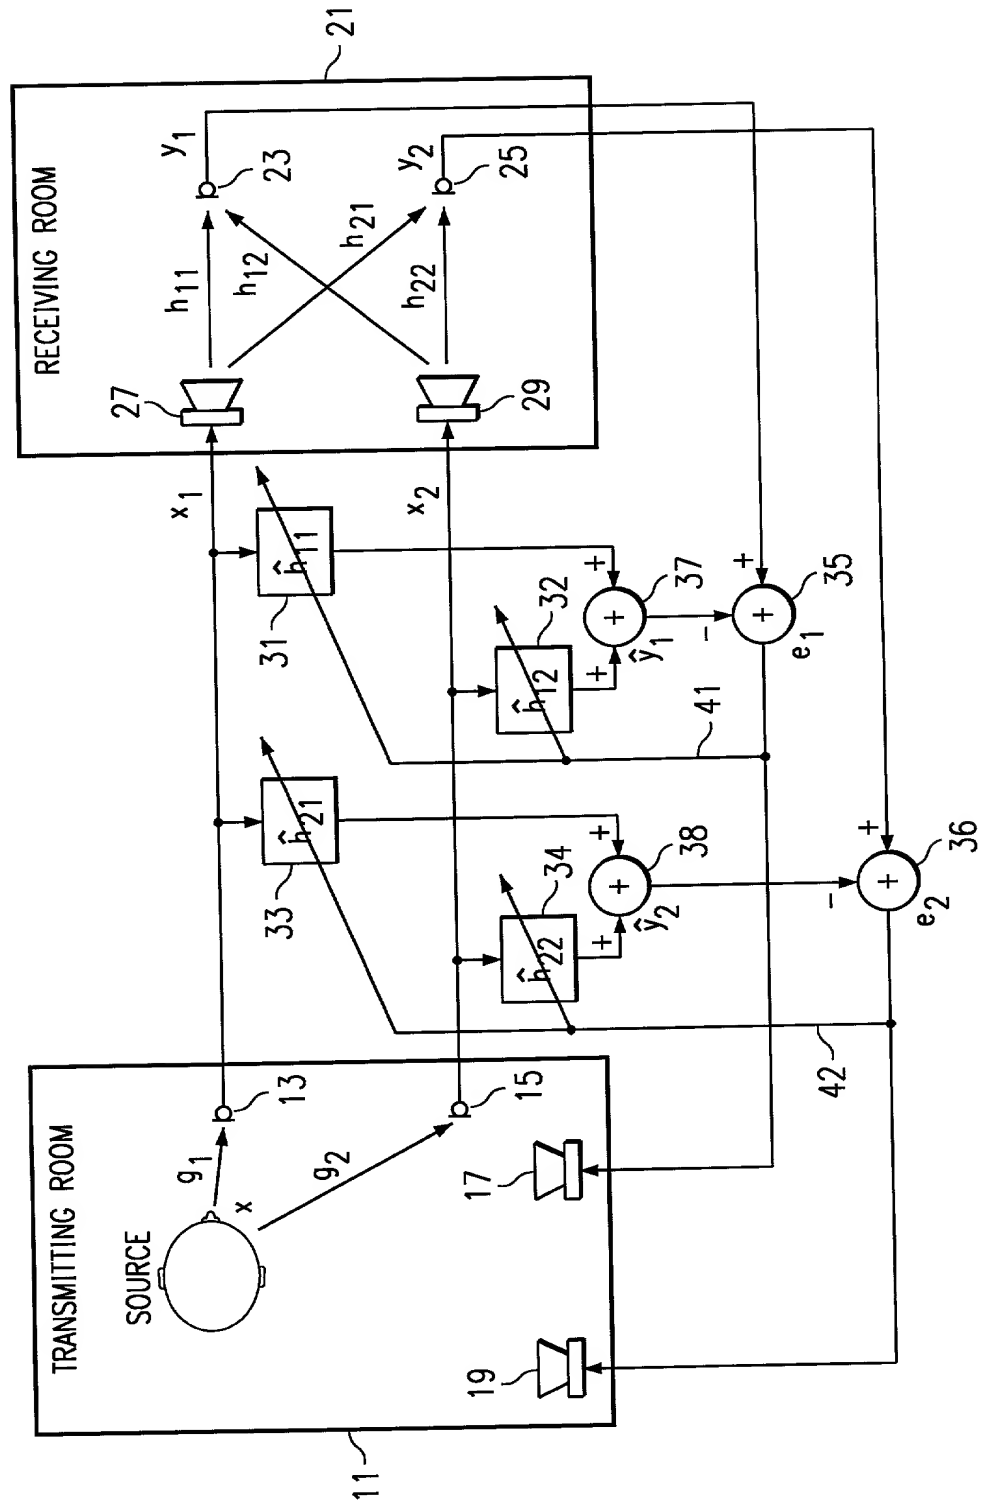 TRANSMITTING ROOM
SOURCE
x
g1
g2
13
15
17
19
11
33
ĥ21
34
ĥ22
+
+
+
38
ŷ2
31
ĥ11
32
ĥ12
+
+
+
37
ŷ1
x1
x2
RECEIVING ROOM
21
27
29
h11
h12
h21
h22
y1
23
y2
25
+
−
+
35
e1
41
+
−
+
36
e2
42